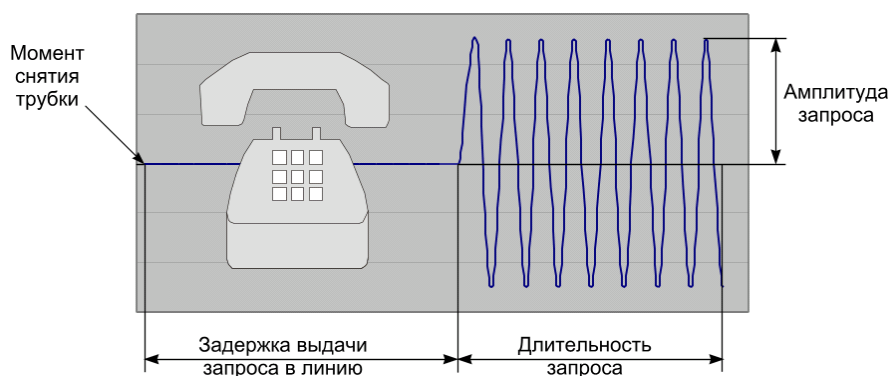 Момент
снятия
трубки
Амплитуда
запроса
Задержка выдачи
запроса в линию
Длительность
запроса